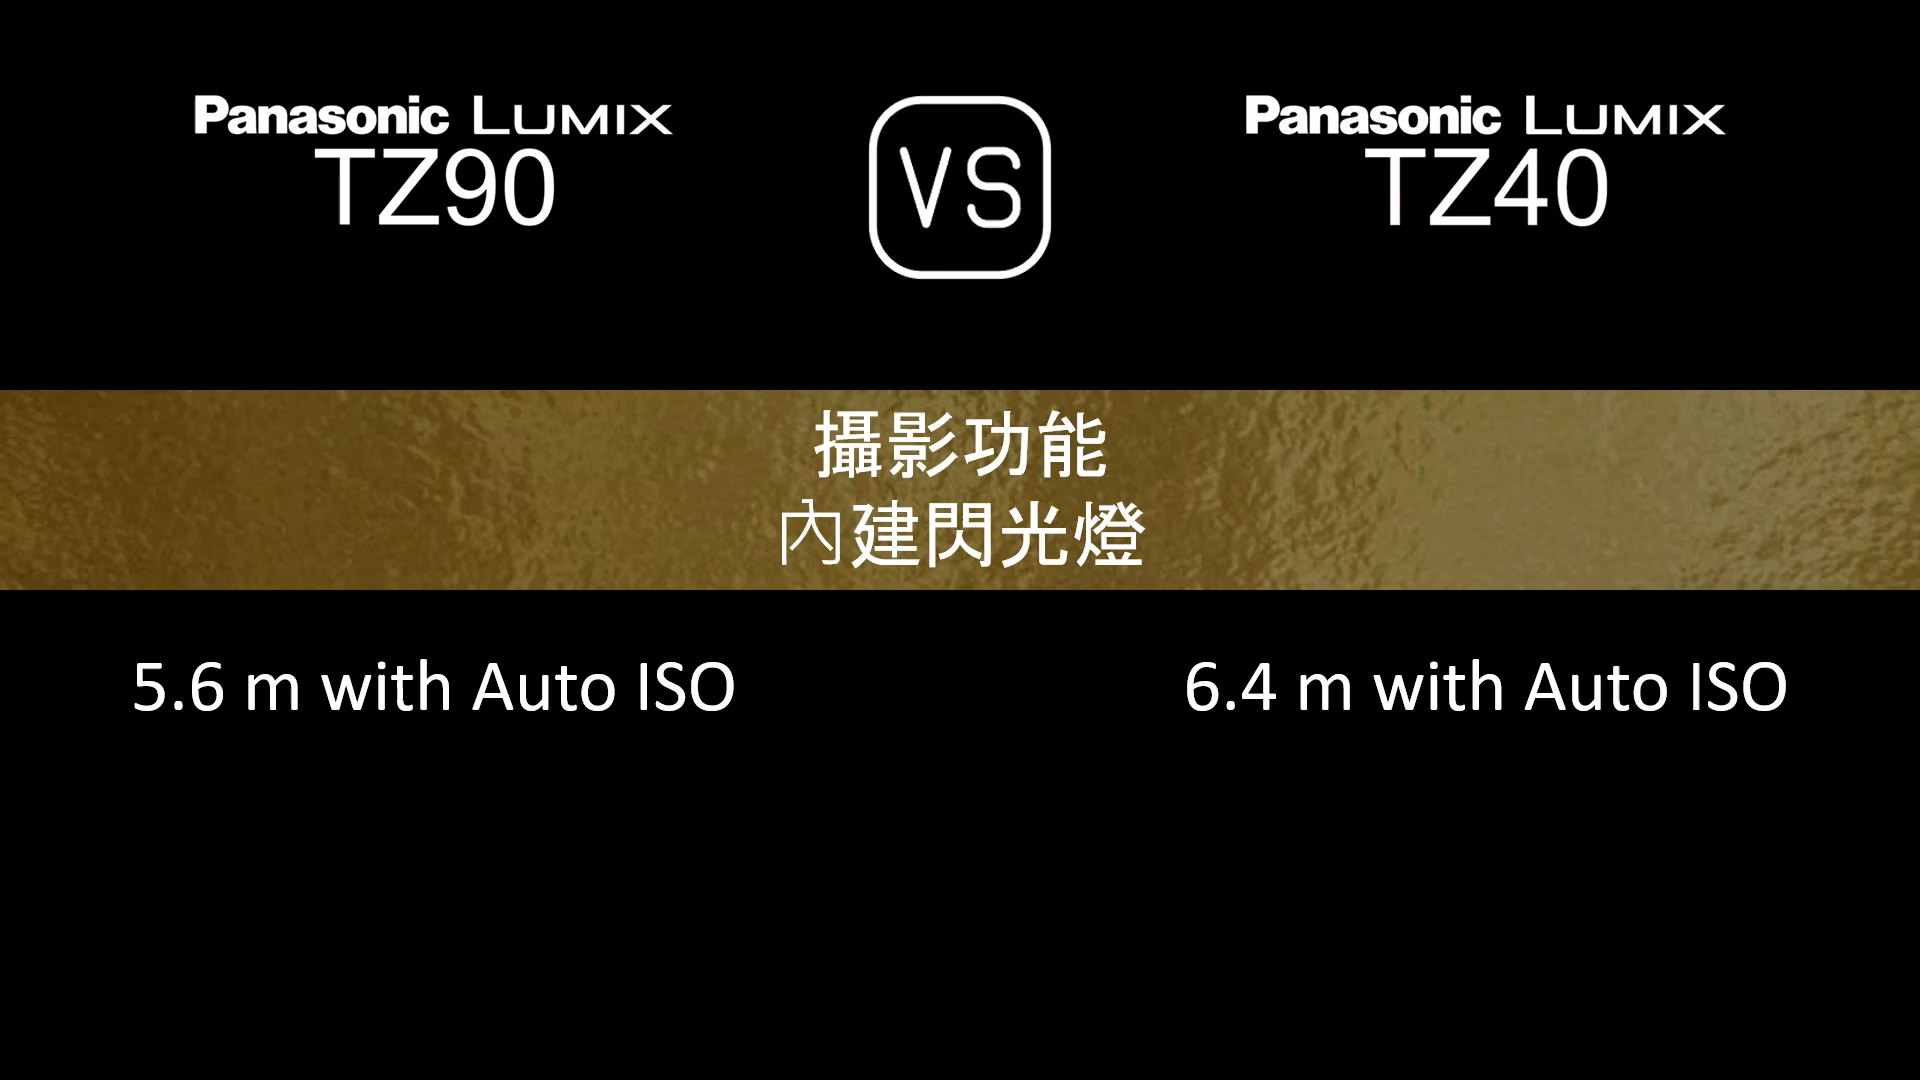 Panasonic LUMIX
TZ90
VS
Panasonic LUMIX
TZ40
攝影功能
內建閃光燈
5.6 m with Auto ISO
6.4 m with Auto ISO